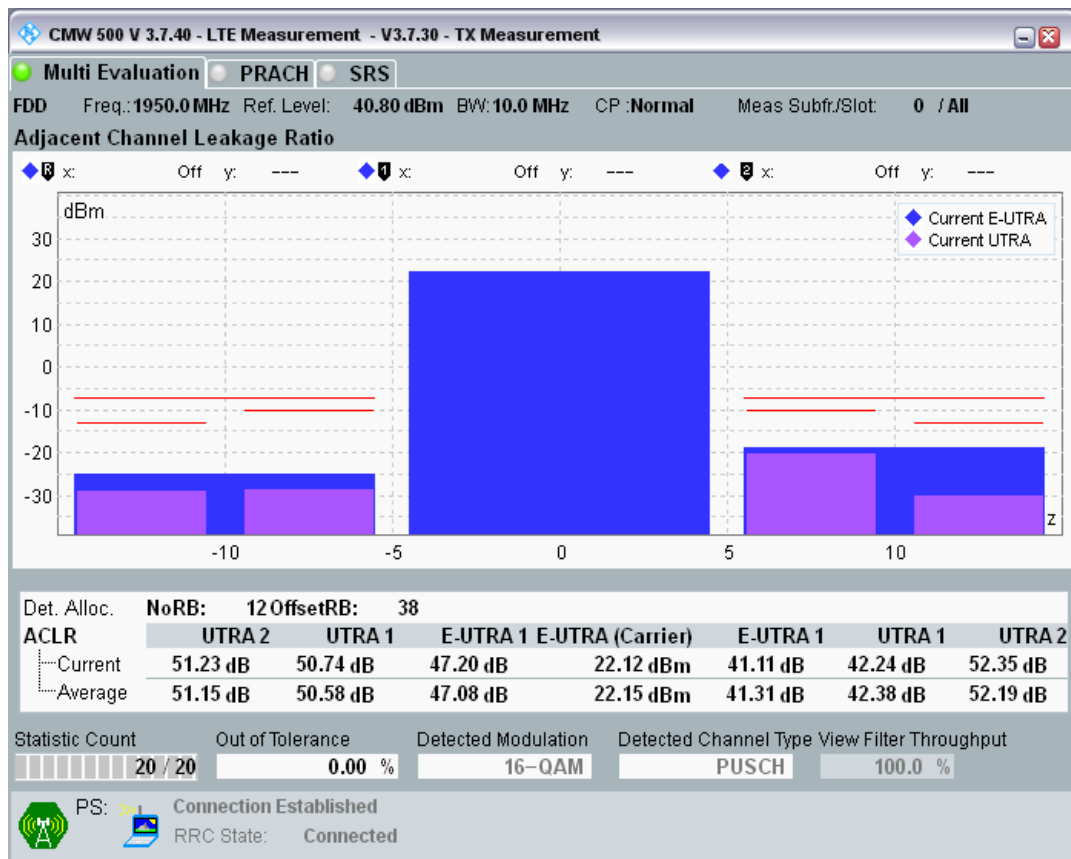 CMW 500 V 3.7.40 - LTE Measurement - V3.7.30 - TX Measurement
Multi Evaluation PRACH SRS
FDD Freq.: 1950.0 MHz Ref. Level: 40.80 dBm BW: 10.0 MHz CP :Normal Meas Subfr./Slot: 0 / All
Adjacent Channel Leakage Ratio
R x: Off y: --- 1 x: Off y: --- 2 x: Off y: ---
dBm
Current E-UTRA
Current UTRA
30
20
10
0
-10
-20
-30
z
-10 -5 0 5 10
Det. Alloc. NoRB: 12 OffsetRB: 38
ACLR UTRA 2 UTRA 1 E-UTRA 1 E-UTRA (Carrier) E-UTRA 1 UTRA 1 UTRA 2
Current 51.23 dB 50.74 dB 47.20 dB 22.12 dBm 41.11 dB 42.24 dB 52.35 dB
Average 51.15 dB 50.58 dB 47.08 dB 22.15 dBm 41.31 dB 42.38 dB 52.19 dB
Statistic Count Out of Tolerance Detected Modulation Detected Channel Type View Filter Throughput
20 / 20 0.00 % 16-QAM PUSCH 100.0 %
PS: Connection Established
RRC State: Connected